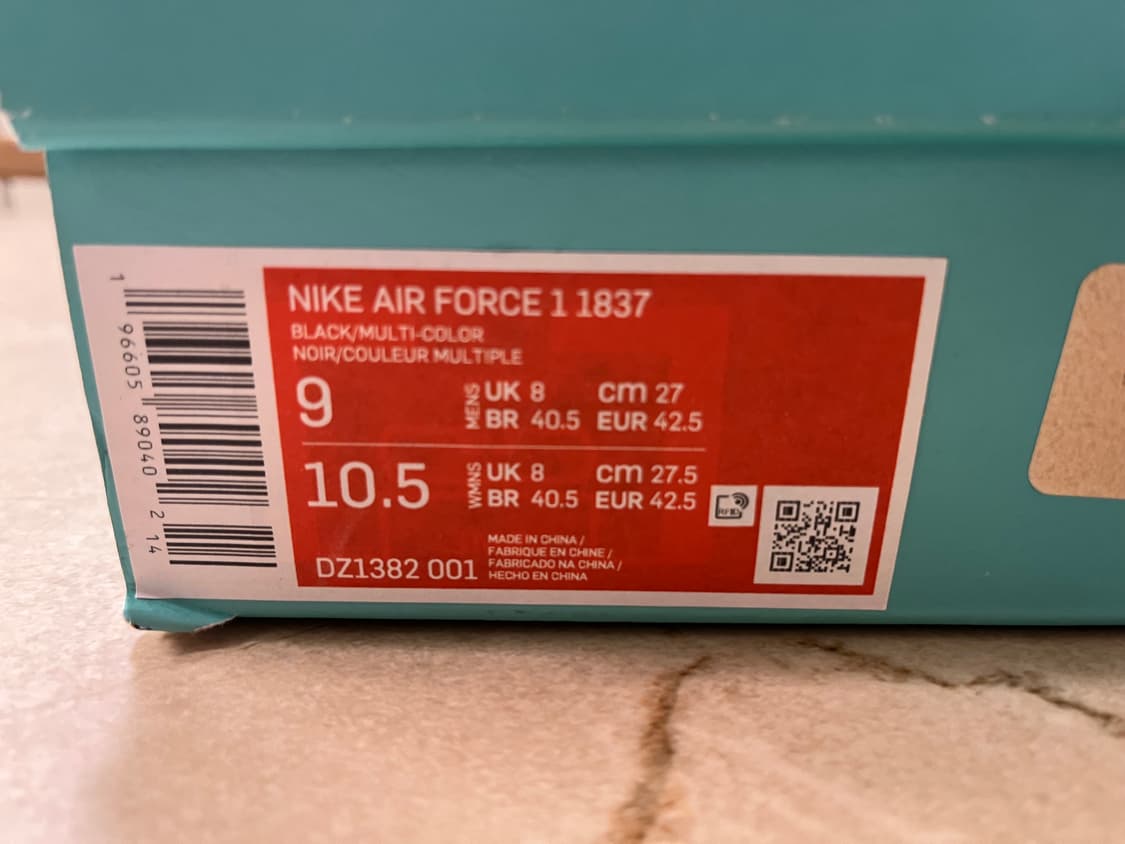 NIKE AIR FORCE 1 1837
BLACK/MULTI-COLOR
NOIR/COULEUR MULTIPLE
9
MENS
UK 8 cm 27
BR 40.5 EUR 42.5
10.5
WMNS
UK 8 cm 27.5
BR 40.5 EUR 42.5
RFID
DZ1382 001
MADE IN CHINA /
FABRIQUE EN CHINE /
FABRICADO NA CHINA /
HECHO EN CHINA
1 96605 89040 2 14